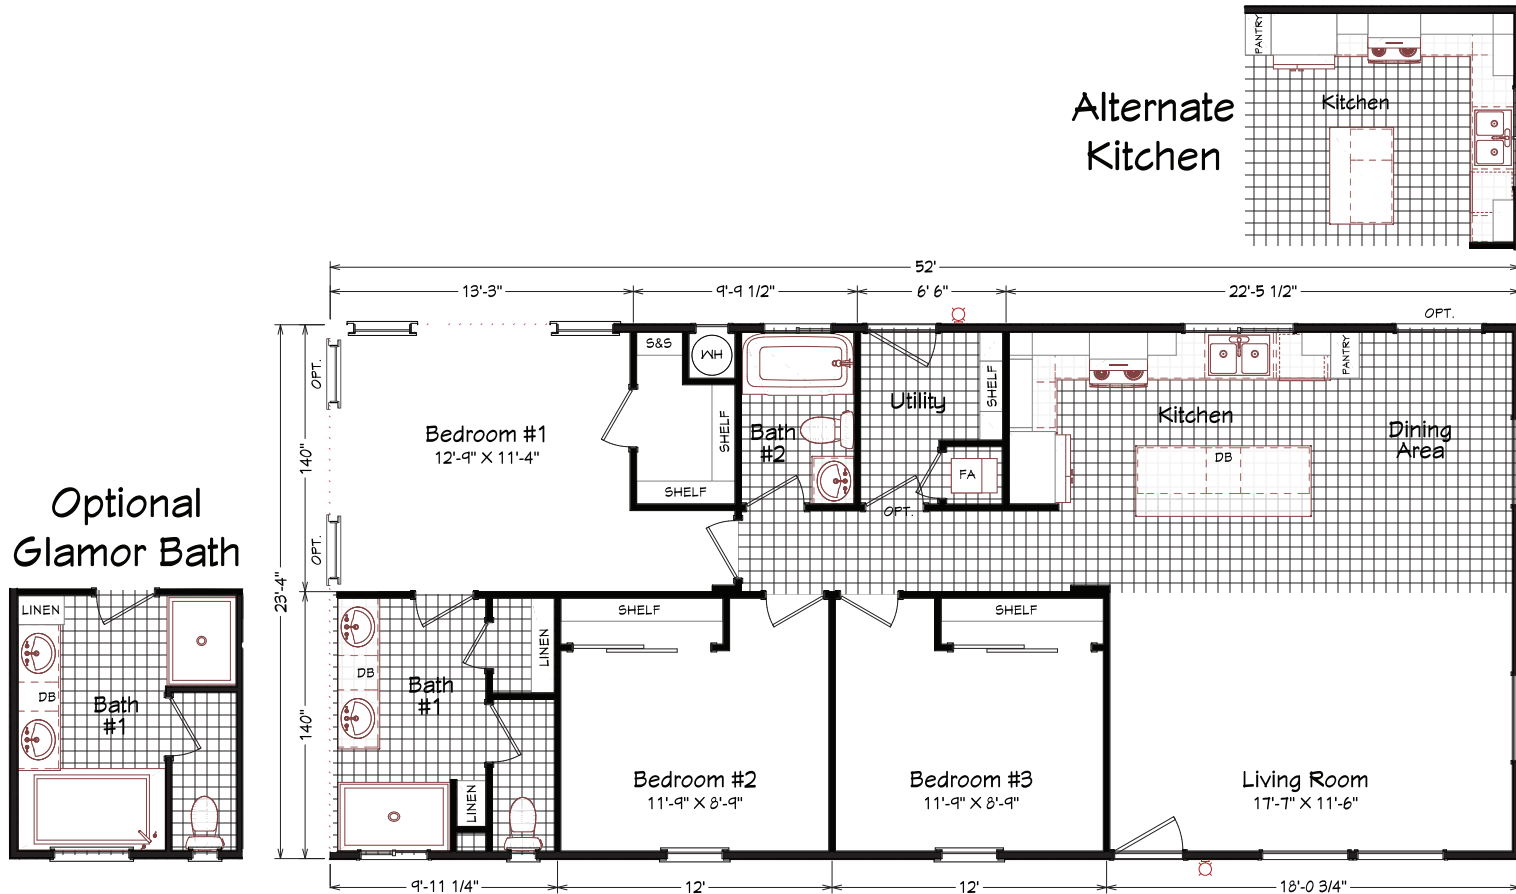 PANTRY
Kitchen
Alternate
Kitchen
52'
13'-3"
9'-9 1/2"
6' 6"
22'-5 1/2"
OPT.
OPT.
S&S
WH
SHELF
SHELF
Bedroom #1
12'-9" X 11'-4"
SHELF
Bath
#2
Utility
FA
OPT.
Kitchen
DB
PANTRY
Dining
Area
140"
OPT.
23'-4"
Optional
Glamor Bath
LINEN
DB
Bath
#1
140"
DB
Bath
#1
LINEN
LINEN
SHELF
Bedroom #2
11'-9" X 8'-9"
SHELF
Bedroom #3
11'-9" X 8'-9"
Living Room
17'-7" X 11'-6"
9'-11 1/4"
12'
12'
18'-0 3/4"